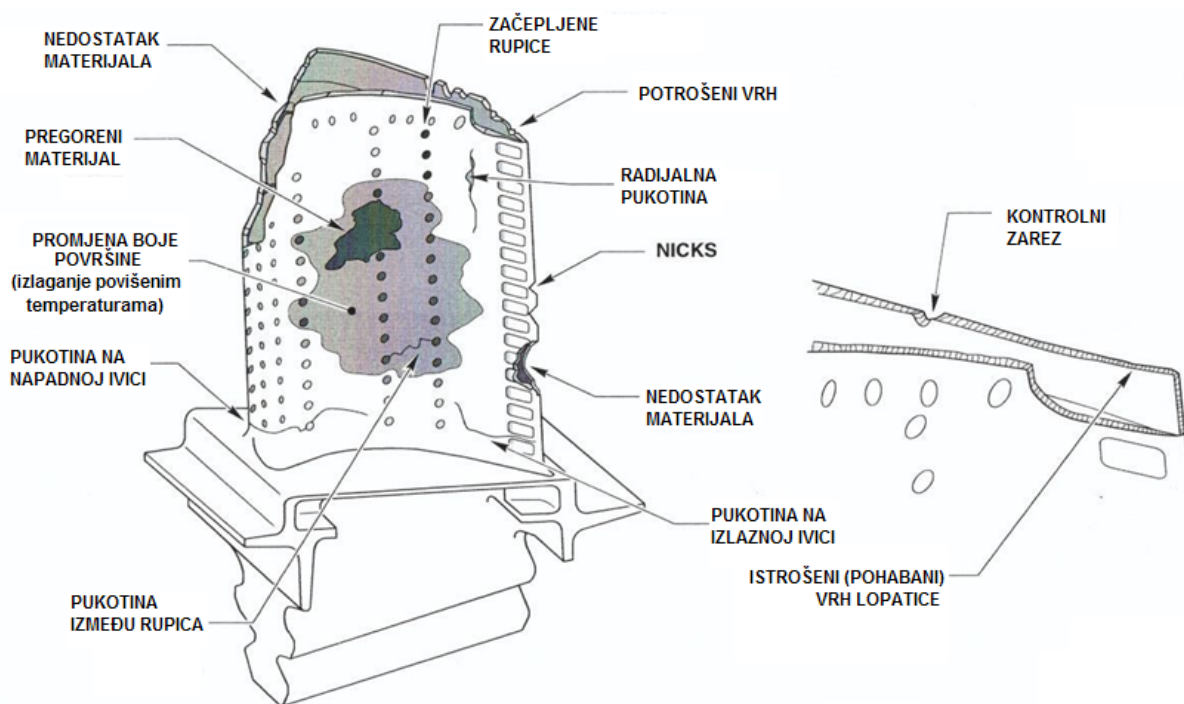 NEDOSTATAK
MATERIJALA
ZAČEPLJENE
RUPICE
POTROŠENI VRH
PREGORENI
MATERIJAL
RADIJALNA
PUKOTINA
KONTROLNI
ZAREZ
PROMJENA BOJE
POVRŠINE
(izlaganje povišenim
temperaturama)
NICKS
PUKOTINA NA
NAPADNOJ IVICI
NEDOSTATAK
MATERIJALA
PUKOTINA NA
IZLAZNOJ IVICI
ISTROŠENI (POHABANI)
VRH LOPATICE
PUKOTINA
IZMEĐU RUPICA